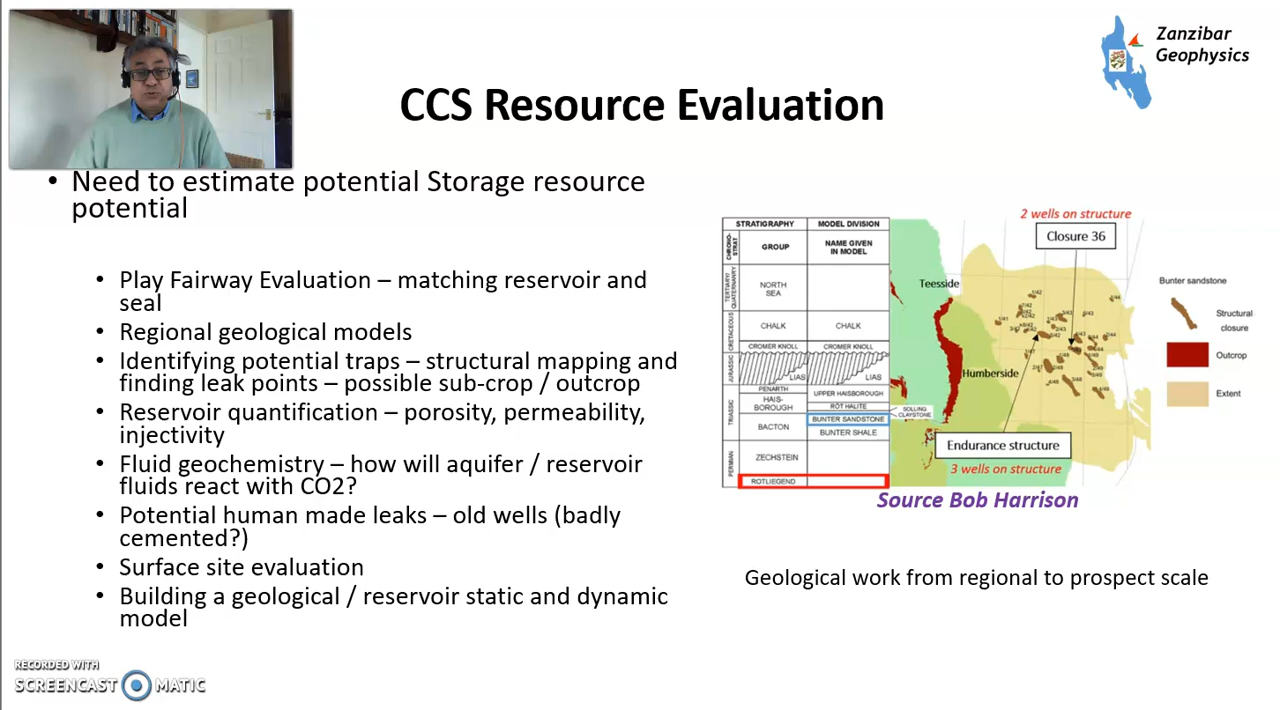 Zanzibar
Geophysics
CCS Resource Evaluation
• Need to estimate potential Storage resource
potential
• Play Fairway Evaluation – matching reservoir and
seal
• Regional geological models
• Identifying potential traps – structural mapping and
finding leak points – possible sub-crop / outcrop
• Reservoir quantification – porosity, permeability,
injectivity
• Fluid geochemistry – how will aquifer / reservoir
fluids react with CO2?
• Potential human made leaks – old wells (badly
cemented?)
• Surface site evaluation
• Building a geological / reservoir static and dynamic
model
STRATIGRAPHY
MODEL DIVISION
CHRONO-
STRAT
GROUP
NAME GIVEN
IN MODEL
TERTIARY/
QUATERNARY
NORTH
SEA
CRETACEOUS
CHALK
CHALK
CROMER KNOLL
CROMER KNOLL
JURASSIC
LIAS
LIAS
TRIASSIC
PENARTH
HAIS-
BOROUGH
UPPER HAISBOROUGH
ROT HALITE
SOLLING
CLAYSTONE
BACTON
BUNTER SANDSTONE
BUNTER SHALE
PERMIAN
ZECHSTEIN
ROTLIEGEND
2 wells on structure
Closure 36
Teesside
Humberside
Endurance structure
3 wells on structure
Bunter sandstone
Structural
closure
Outcrop
Extent
Source Bob Harrison
Geological work from regional to prospect scale
RECORDED WITH
SCREENCAST MATIC